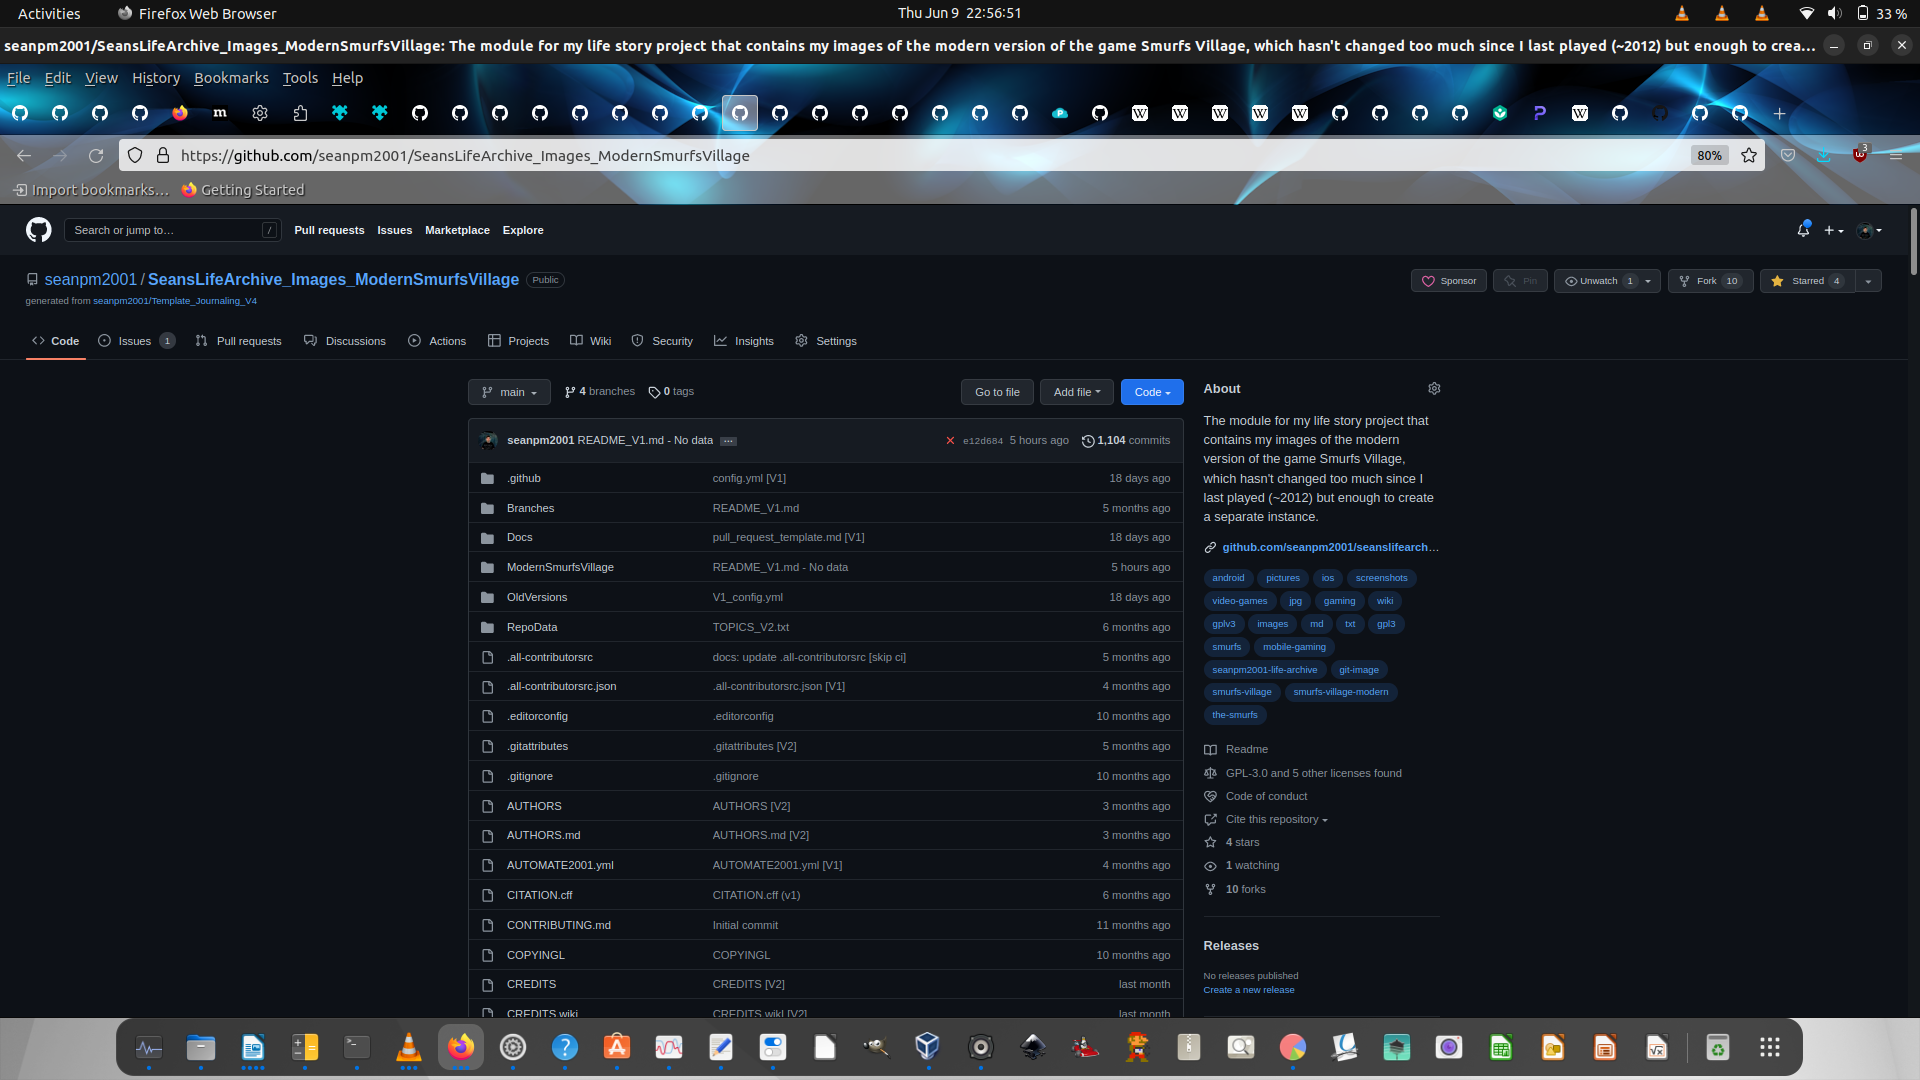 Activities Firefox Web Browser Thu Jun 9 22:56:51 33 %
seanpm2001/SeansLifeArchive_Images_ModernSmurfsVillage: The module for my life story project that contains my images of the modern version of the game Smurfs Village, which hasn't changed too much since I last played (~2012) but enough to crea…
File Edit View History Bookmarks Tools Help
https://github.com/seanpm2001/SeansLifeArchive_Images_ModernSmurfsVillage 80% 3
Import bookmarks… Getting Started
Search or jump to… / Pull requests Issues Marketplace Explore
seanpm2001 / SeansLifeArchive_Images_ModernSmurfsVillage Public Sponsor Pin Unwatch 1 Fork 10 Starred 4
generated from seanpm2001/Template_Journaling_V4
Code Issues 1 Pull requests Discussions Actions Projects Wiki Security Insights Settings
main 4 branches 0 tags Go to file Add file Code
seanpm2001 README_V1.md - No data ... e12d684 5 hours ago 1,104 commits
.github config.yml [V1] 18 days ago
Branches README_V1.md 5 months ago
Docs pull_request_template.md [V1] 18 days ago
ModernSmurfsVillage README_V1.md - No data 5 hours ago
OldVersions V1_config.yml 18 days ago
RepoData TOPICS_V2.txt 6 months ago
.all-contributorsrc docs: update .all-contributorsrc [skip ci] 5 months ago
.all-contributorsrc.json .all-contributorsrc.json [V1] 4 months ago
.editorconfig .editorconfig 10 months ago
.gitattributes .gitattributes [V2] 5 months ago
.gitignore .gitignore 10 months ago
AUTHORS AUTHORS [V2] 3 months ago
AUTHORS.md AUTHORS.md [V2] 3 months ago
AUTOMATE2001.yml AUTOMATE2001.yml [V1] 4 months ago
CITATION.cff CITATION.cff (v1) 6 months ago
CONTRIBUTING.md Initial commit 11 months ago
COPYINGL COPYINGL 10 months ago
CREDITS CREDITS [V2] last month
CREDITS.wiki CREDITS.wiki [V2] last month
About
The module for my life story project that
contains my images of the modern
version of the game Smurfs Village,
which hasn't changed too much since I
last played (~2012) but enough to create
a separate instance.
github.com/seanpm2001/seanslifearch…
android pictures ios screenshots
video-games jpg gaming wiki
gplv3 images md txt gpl3
smurfs mobile-gaming
seanpm2001-life-archive git-image
smurfs-village smurfs-village-modern
the-smurfs
Readme
GPL-3.0 and 5 other licenses found
Code of conduct
Cite this repository
4 stars
1 watching
10 forks
Releases
No releases published
Create a new release